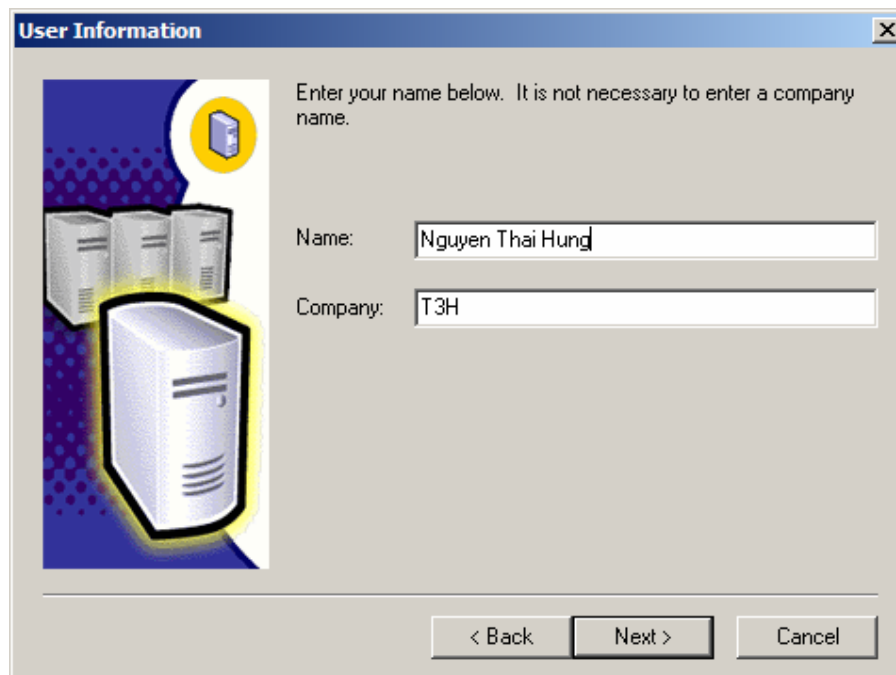 User Information
Enter your name below.  It is not necessary to enter a company
name.
Name:
Nguyen Thai Hung
Company:
T3H
< Back
Next >
Cancel